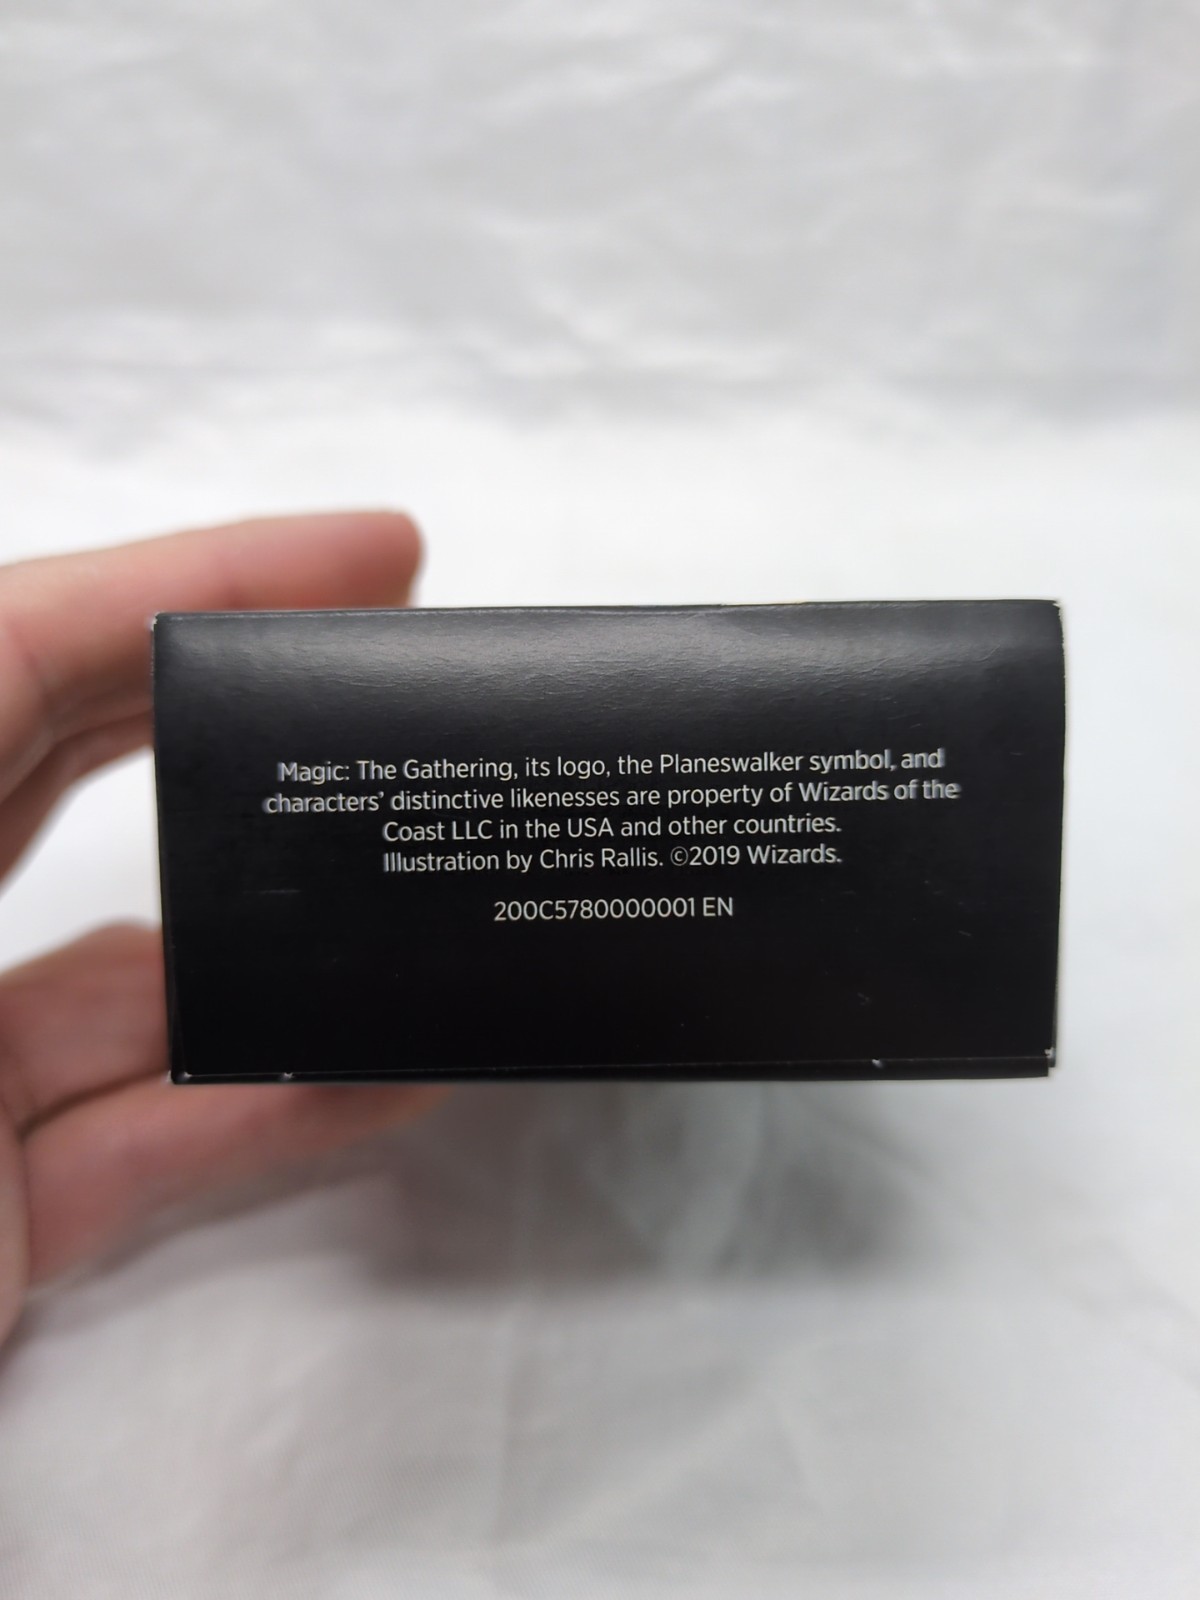 Magic: The Gathering, its logo, the Planeswalker symbol, and
characters’ distinctive likenesses are property of Wizards of the
Coast LLC in the USA and other countries.
Illustration by Chris Rallis. ©2019 Wizards.
200C5780000001 EN